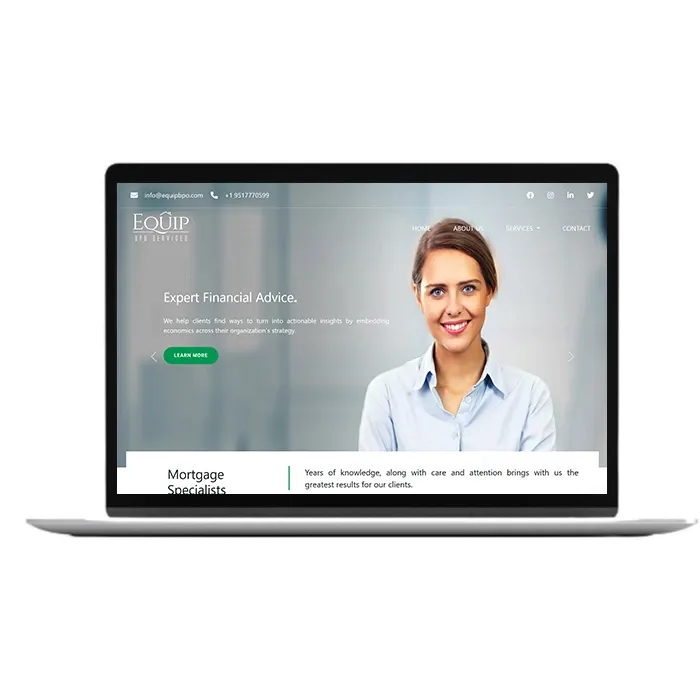 info@equipbpo.com +1 9517770599
EQUIP
BPO SERVICES
HOME ABOUT US SERVICES CONTACT
Expert Financial Advice.
We help clients find ways to turn into actionable insights by embedding
economics across their organization's strategy.
LEARN MORE
Mortgage
Specialists
Years of knowledge, along with care and attention brings with us the
greatest results for our clients.